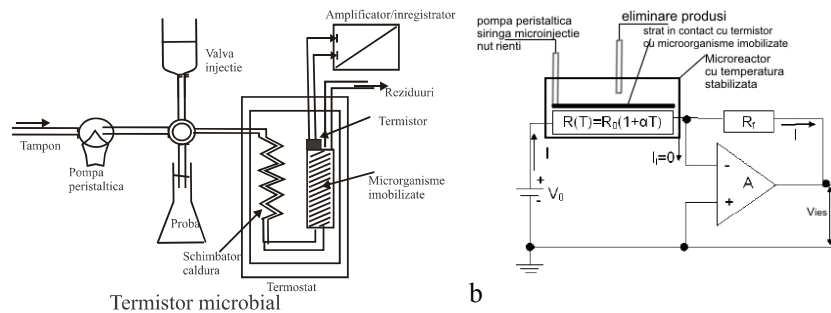 Amplificator/inregistrator
Valva
injectie
Reziduuri
Termistor
Tampon
Pompa
peristaltica
Microrganisme
imobilizate
Proba
Schimbator
caldura
Termostat
Termistor microbial
b
pompa peristaltica
siringa microinjectie
nut rienti
eliminare produsi
strat in contact cu termistor
cu microorganisme imobilizate
Microreactor
cu temperatura
stabilizata
R(T)=R0(1+αT)
Rf
I
I
Ii=0
+
-
V0
-
A
+
Vies